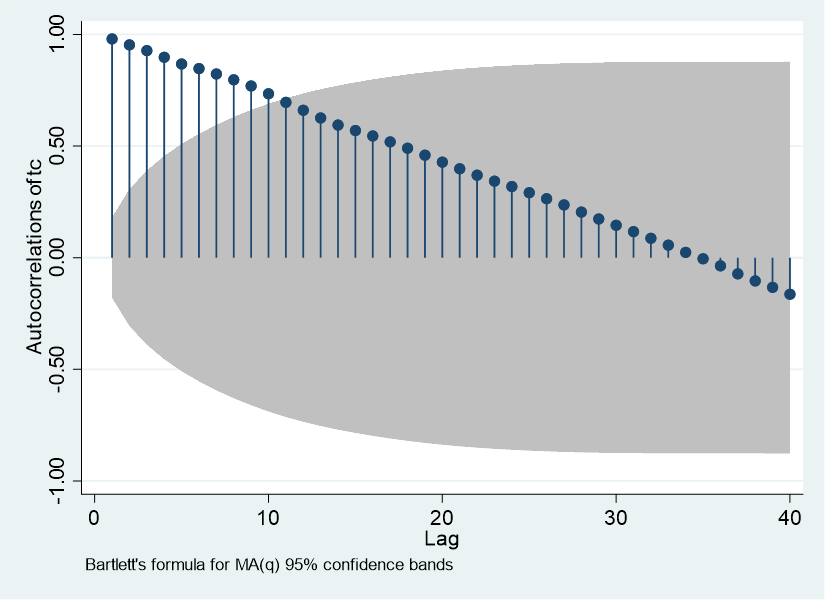 Autocorrelations of tc
1.00
0.50
0.00
-0.50
-1.00
0 10 20 30 40
Lag
Bartlett's formula for MA(q) 95% confidence bands